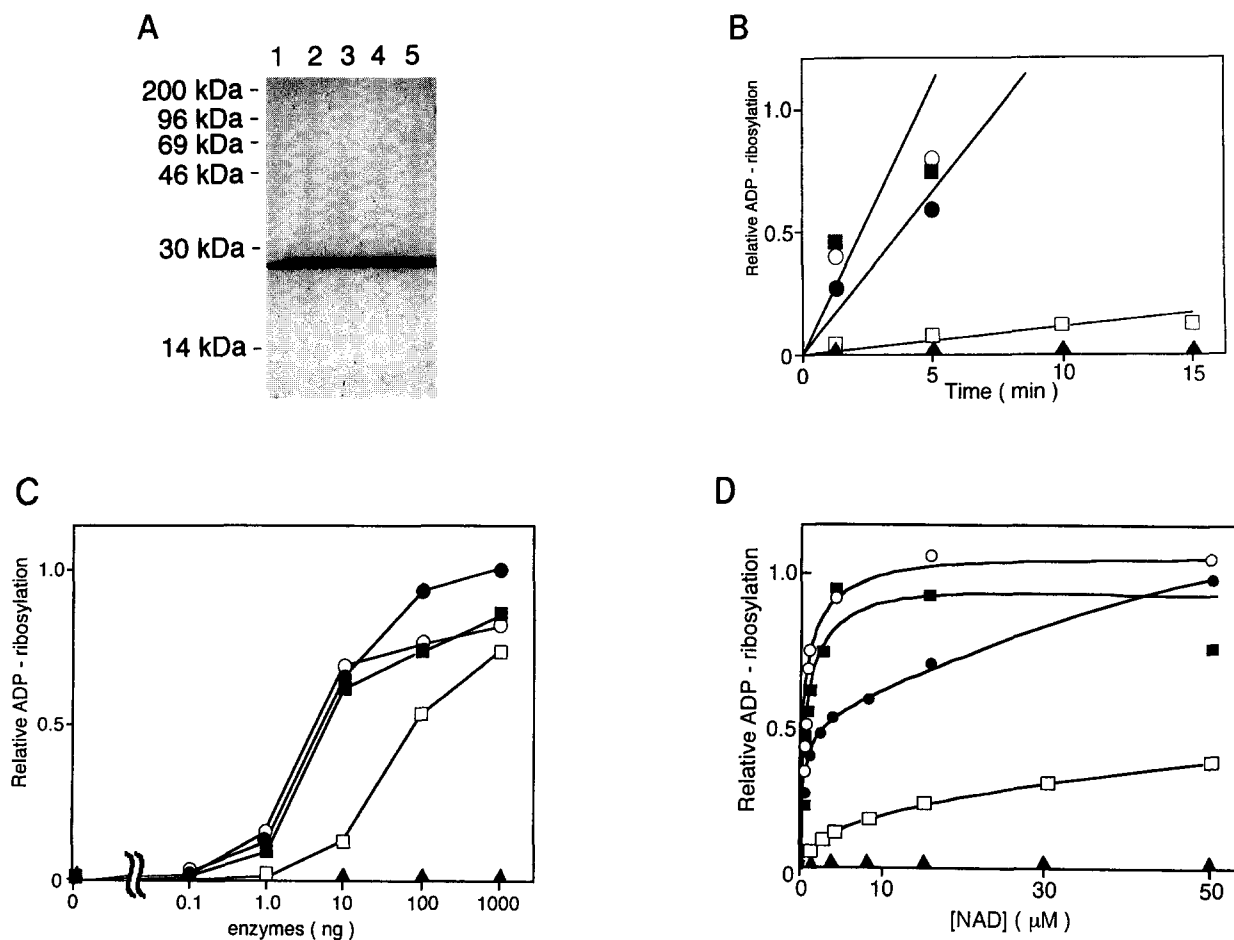 A
1 2 3 4 5
200 kDa -
96 kDa -
69 kDa -
46 kDa -
30 kDa -
14 kDa -
B
Relative ADP - ribosylation
1.0
0.5
0
0 5 10 15
Time ( min )
C
Relative ADP - ribosylation
1.0
0.5
0
0 0.1 1.0 10 100 1000
enzymes ( ng )
D
Relative ADP - ribosylation
1.0
0.5
0
0 10 30 50
[NAD] ( μM )